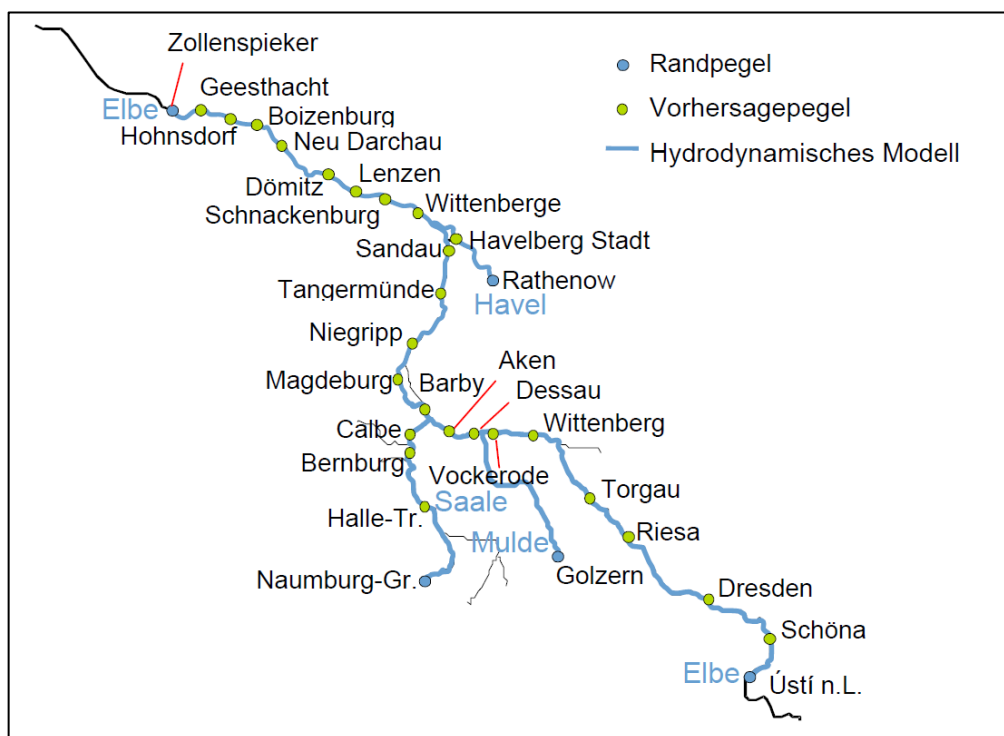 Zollenspieker
Randpegel
Geesthacht
Vorhersagepegel
Elbe
Boizenburg
Hohnsdorf
Neu Darchau
Hydrodynamisches Modell
Lenzen
Dömitz
Wittenberge
Schnackenburg
Havelberg Stadt
Sandau
Rathenow
Tangermünde
Havel
Niegripp
Aken
Magdeburg
Barby
Dessau
Calbe
Wittenberg
Bernburg
Vockerode
Torgau
Saale
Halle-Tr.
Riesa
Mulde
Naumburg-Gr.
Golzern
Dresden
Schöna
Elbe
Ústí n.L.